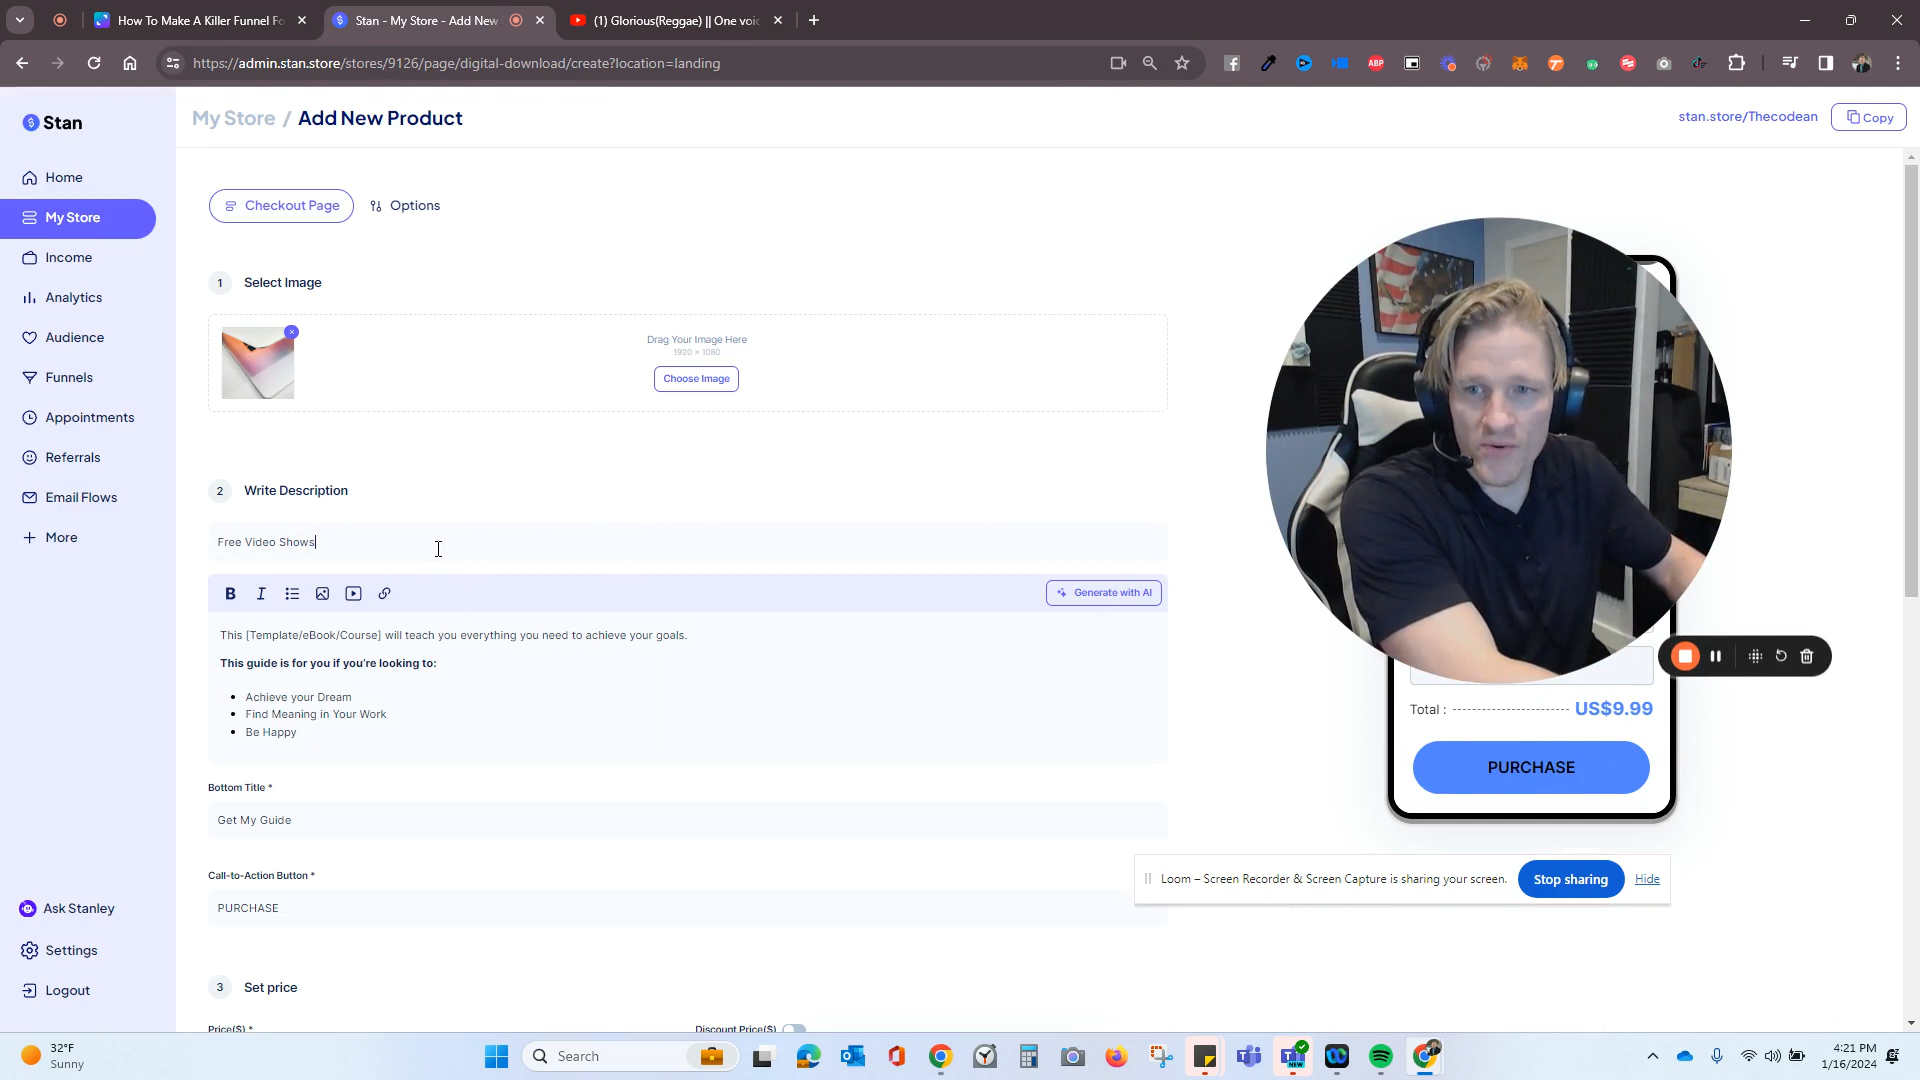 How To Make A Killer Funnel Fo
Stan - My Store - Add New
(1) Glorious(Reggae) || One voic
https://admin.stan.store/stores/9126/page/digital-download/create?location=landing
ABP
Stan
My Store / Add New Product
stan.store/Thecodean
Copy
Home
My Store
Income
Analytics
Audience
Funnels
Appointments
Referrals
Email Flows
More
Ask Stanley
Settings
Logout
Checkout Page
Options
1 Select Image
Drag Your Image Here
1920 × 1080
Choose Image
2 Write Description
Free Video Shows
B I
Generate with AI
This [Template/eBook/Course] will teach you everything you need to achieve your goals.
This guide is for you if you're looking to:
• Achieve your Dream
• Find Meaning in Your Work
• Be Happy
Bottom Title *
Get My Guide
Call-to-Action Button *
PURCHASE
3 Set price
Price($) *
Discount Price($)
Total :
US$9.99
PURCHASE
Loom – Screen Recorder & Screen Capture is sharing your screen.
Stop sharing
Hide
32°F
Sunny
Search
NEW
4:21 PM
1/16/2024